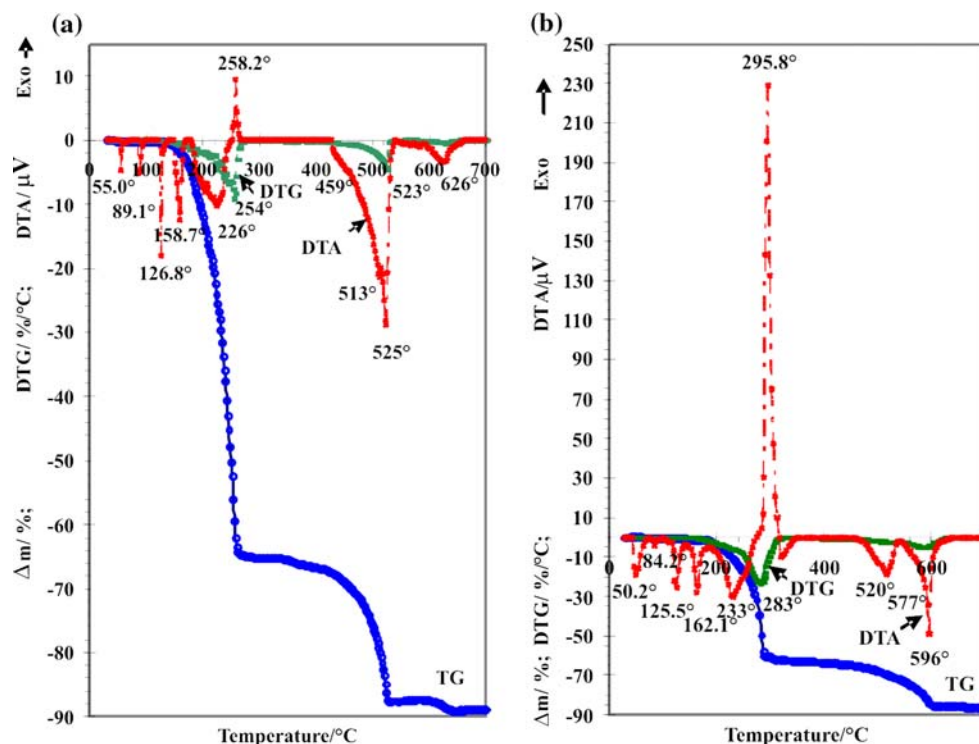 (a)
Exo
DTA/ μV
DTG/ %/°C;
Δm/ %;
10
0
-10
-20
-30
-40
-50
-60
-70
-80
-90
0 100 200 300 400 500 600 700
258.2°
55.0°
89.1°
126.8°
158.7°
226°
254°
DTG
459°
DTA
513°
525°
523°
626°
TG
Temperature/°C
(b)
Exo
DTA/μV
Δm/ %; DTG/ %/°C;
250
230
210
190
170
150
130
110
90
70
50
30
10
-10
-30
-50
-70
-90
200 400 600
295.8°
50.2°
84.2°
125.5°
162.1°
233°
283°
DTG
520°
577°
DTA
596°
TG
Temperature/°C